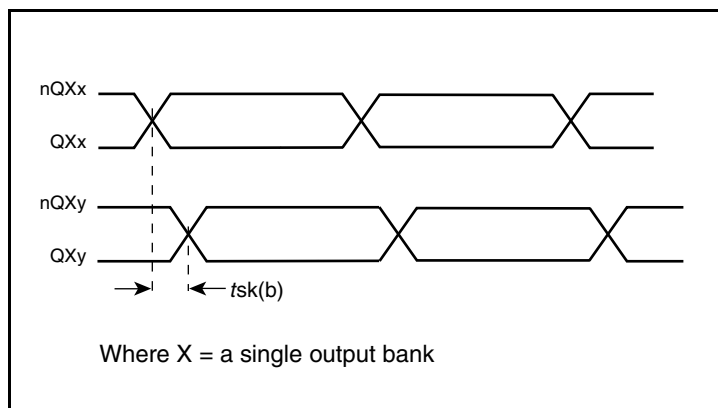 nQXx
QXx
nQXy
QXy
tsk(b)
Where X = a single output bank